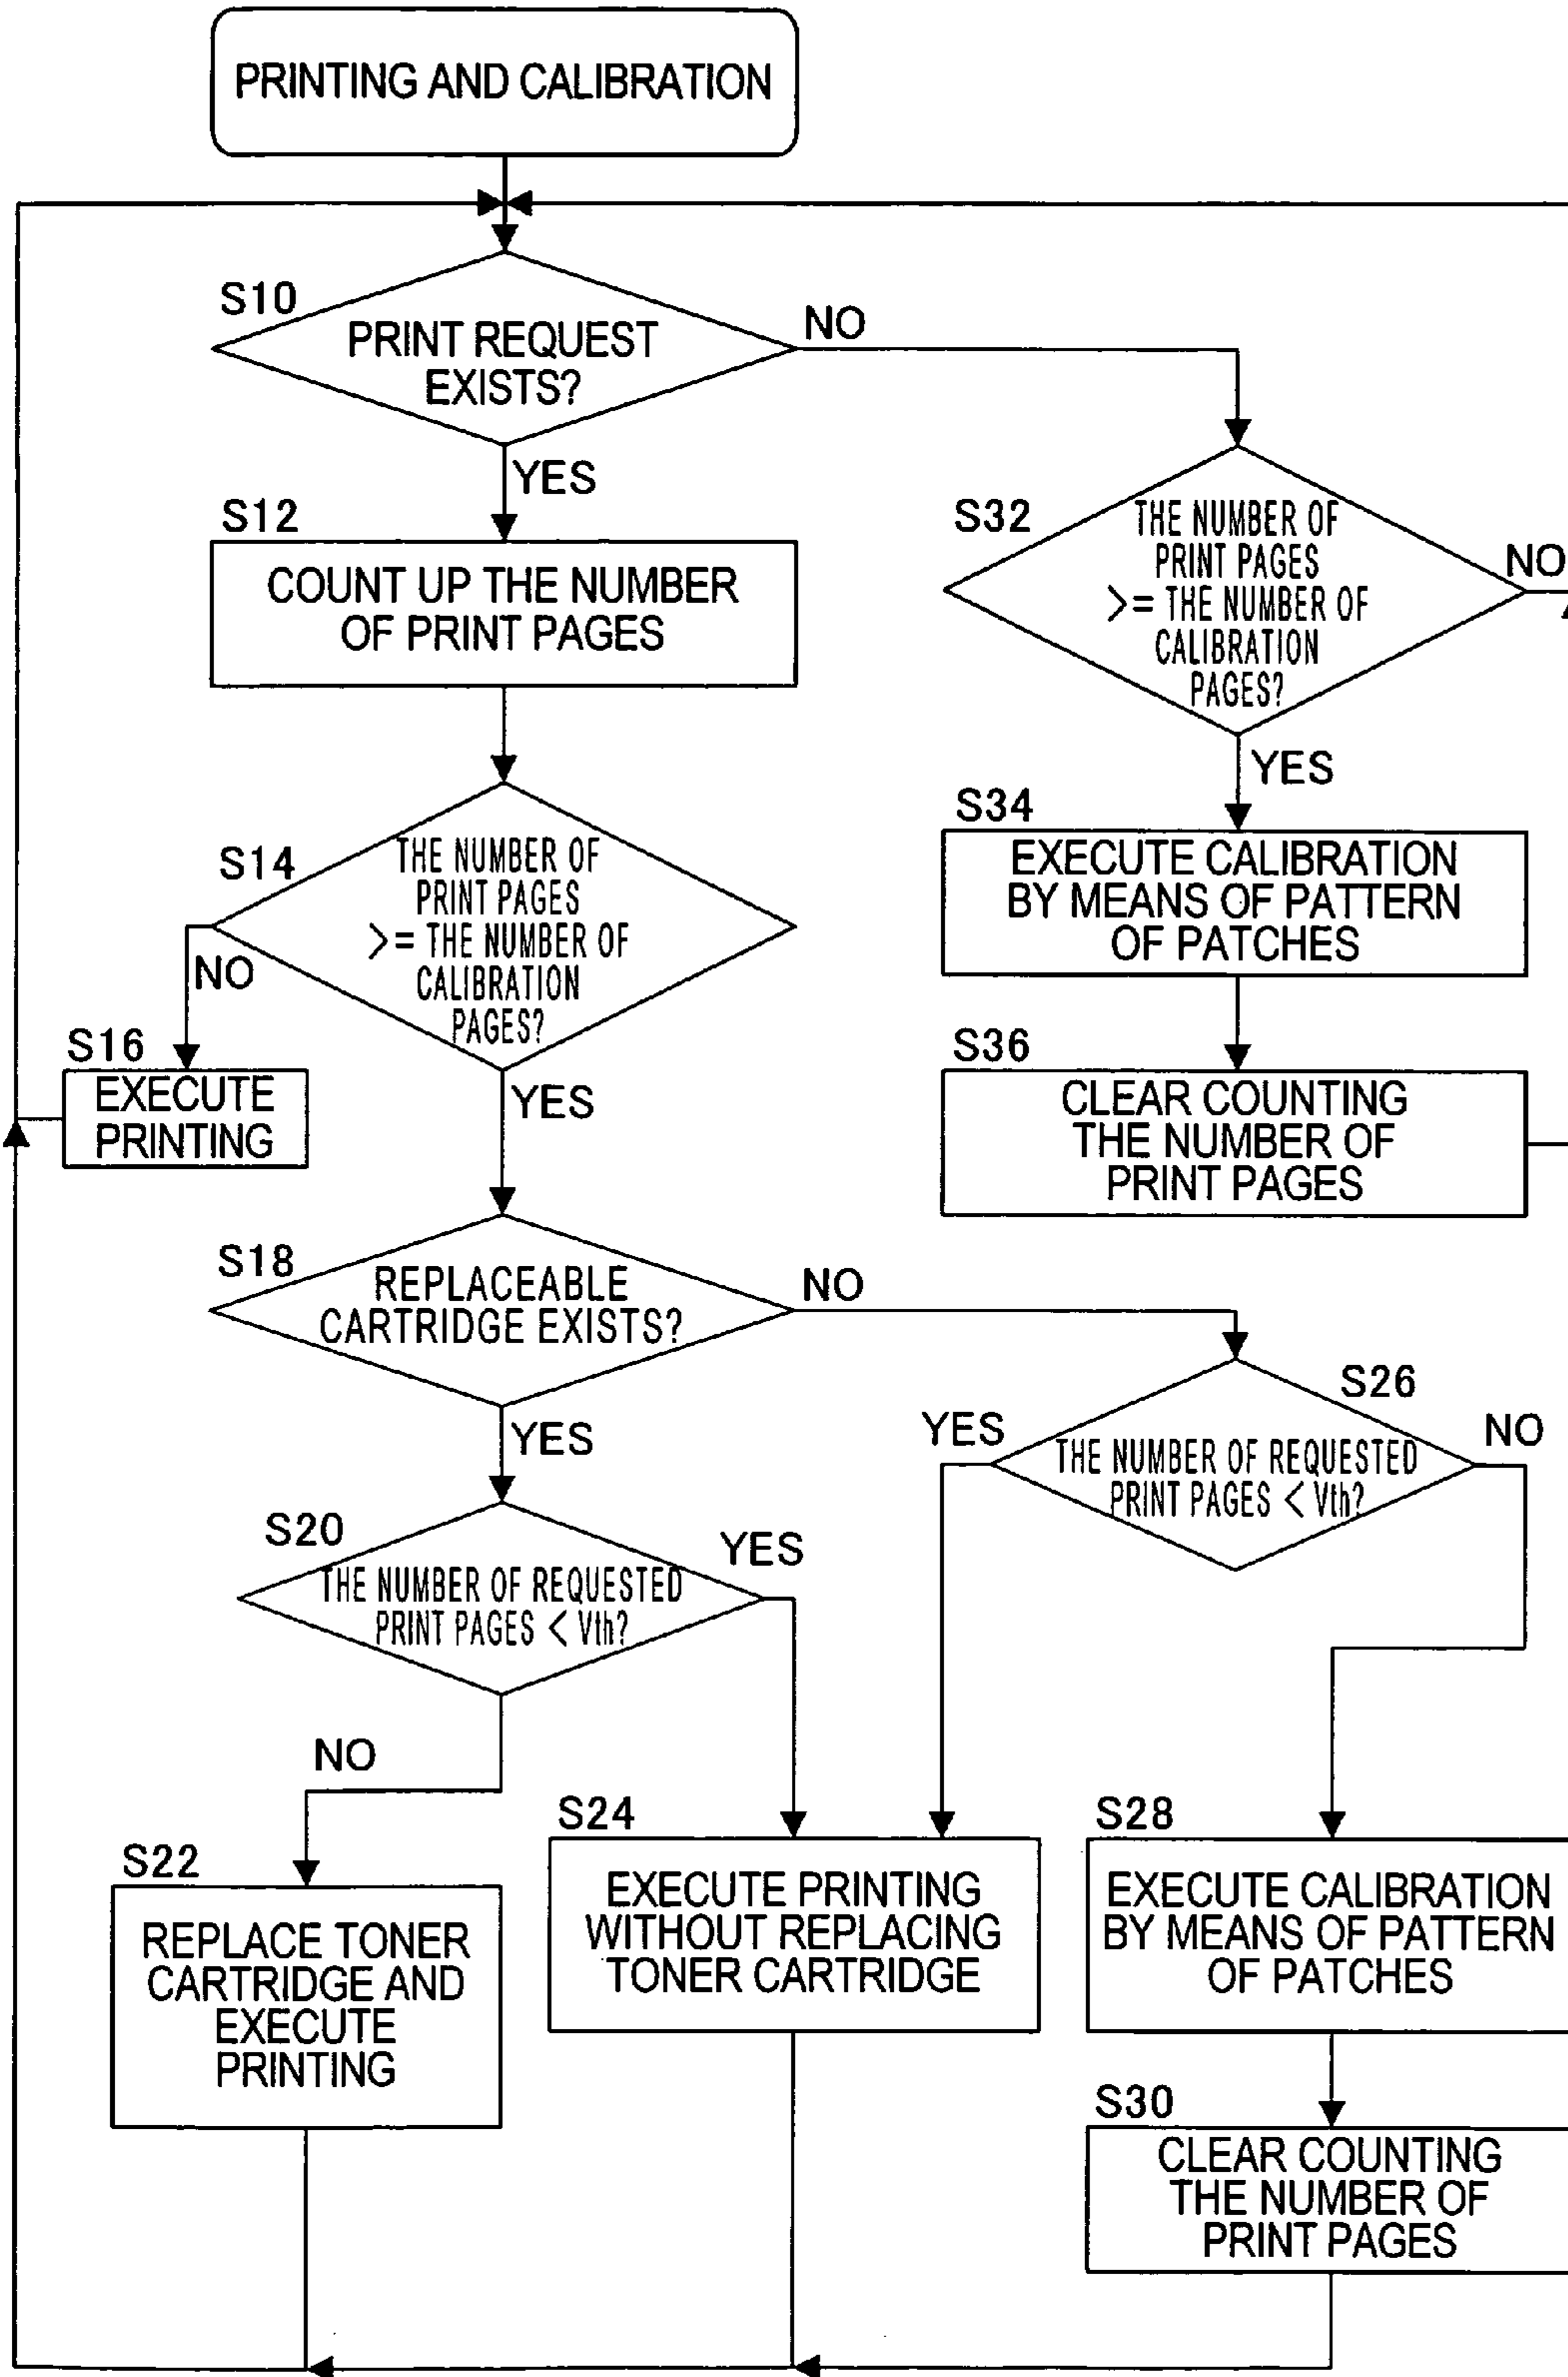 PRINTING AND CALIBRATION
S10
PRINT REQUEST
EXISTS?
NO
YES
S12
COUNT UP THE NUMBER
OF PRINT PAGES
S32
THE NUMBER OF
PRINT PAGES
>= THE NUMBER OF
CALIBRATION
PAGES?
NO
YES
S34
EXECUTE CALIBRATION
BY MEANS OF PATTERN
OF PATCHES
S14
THE NUMBER OF
PRINT PAGES
>= THE NUMBER OF
CALIBRATION
PAGES?
NO
YES
S16
EXECUTE
PRINTING
S36
CLEAR COUNTING
THE NUMBER OF
PRINT PAGES
S18
REPLACEABLE
CARTRIDGE EXISTS?
NO
YES
S26
YES
NO
THE NUMBER OF REQUESTED
PRINT PAGES < Vth?
S20
YES
THE NUMBER OF REQUESTED
PRINT PAGES < Vth?
NO
S22
REPLACE TONER
CARTRIDGE AND
EXECUTE
PRINTING
S24
EXECUTE PRINTING
WITHOUT REPLACING
TONER CARTRIDGE
S28
EXECUTE CALIBRATION
BY MEANS OF PATTERN
OF PATCHES
S30
CLEAR COUNTING
THE NUMBER OF
PRINT PAGES